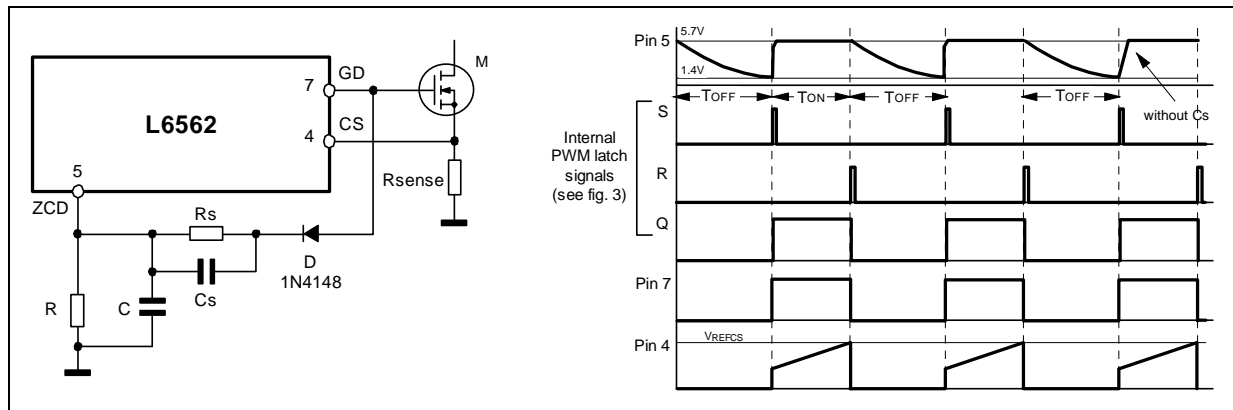 L6562
7
GD
M
4
CS
5
ZCD
Rsense
Rs
D
1N4148
Cs
R
C
Pin 5
5.7V
1.4V
TOFF
TON
TOFF
TOFF
without Cs
Internal
PWM latch
signals
(see fig. 3)
S
R
Q
Pin 7
Pin 4
VREFCS